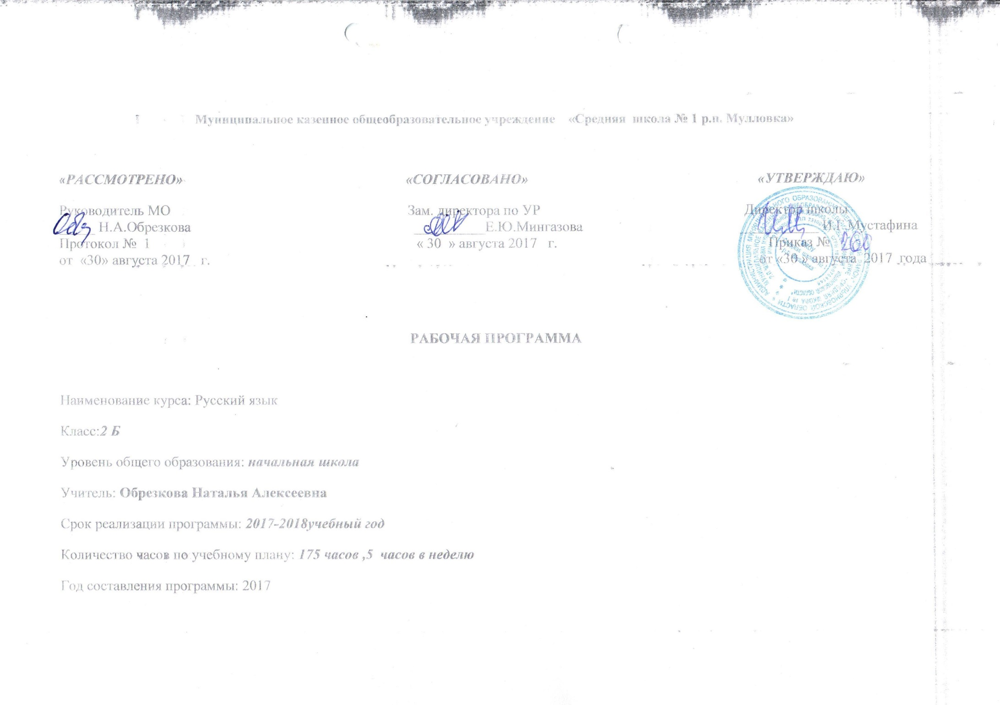 Муниципальное казенное общеобразовательное учреждение «Средняя школа № 1 р.п. Мулловка»
«РАССМОТРЕНО»
Руководитель МО
Н.А.Обрезкова
Протокол № 1
от «30» августа 2017 г.
«СОГЛАСОВАНО»
Зам. директора по УР
Е.Ю.Мингазова
« 30 » августа 2017 г.
«УТВЕРЖДАЮ»
Директор школы
И.Г.Мустафина
Приказ №
от «30 » августа 2017 года
РАБОЧАЯ ПРОГРАММА
Наименование курса: Русский язык
Класс:2 Б
Уровень общего образования: начальная школа
Учитель: Обрезкова Наталья Алексеевна
Срок реализации программы: 2017-2018учебный год
Количество часов по учебному плану: 175 часов ,5 часов в неделю
Год составления программы: 2017